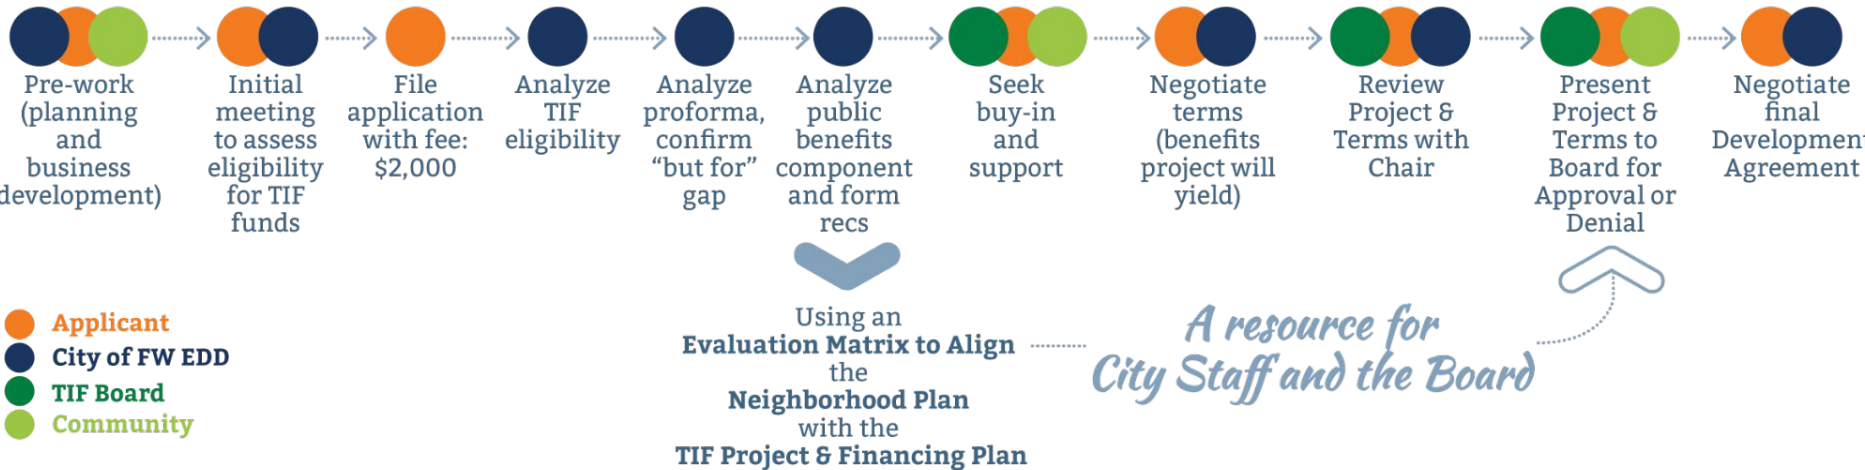 Pre-work
(planning
and
business
development)
Initial
meeting
to assess
eligibility
for TIF
funds
File
application
with fee:
$2,000
Analyze
TIF
eligibility
Analyze
proforma,
confirm
“but for”
gap
Analyze
public
benefits
component
and form
recs
Seek
buy-in
and
support
Negotiate
terms
(benefits
project will
yield)
Review
Project &
Terms with
Chair
Present
Project &
Terms to
Board for
Approval or
Denial
Negotiate
final
Development
Agreement
Applicant
City of FW EDD
TIF Board
Community
Using an
Evaluation Matrix to Align
the
Neighborhood Plan
with the
TIF Project & Financing Plan
A resource for
City Staff and the Board